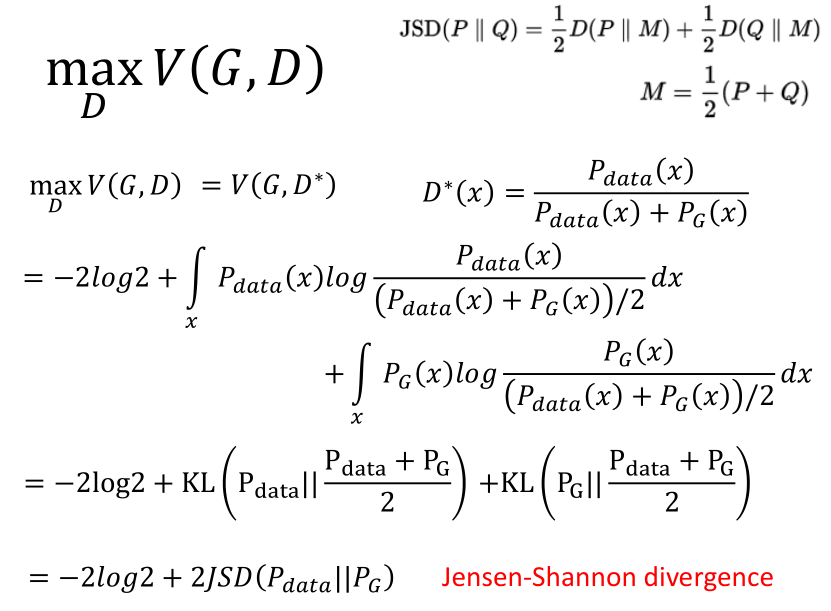 max_D V(G, D)
JSD(P ∥ Q) = 1/2 D(P ∥ M) + 1/2 D(Q ∥ M)
M = 1/2 (P + Q)
max_D V(G, D) = V(G, D*)
D*(x) = P_data(x) / (P_data(x) + P_G(x))
= −2log2 + ∫_x P_data(x)log P_data(x) / ((P_data(x) + P_G(x))/2) dx
+ ∫_x P_G(x)log P_G(x) / ((P_data(x) + P_G(x))/2) dx
= −2log2 + KL(P_data||(P_data + P_G)/2) +KL(P_G||(P_data + P_G)/2)
= −2log2 + 2JSD(P_data||P_G) Jensen-Shannon divergence